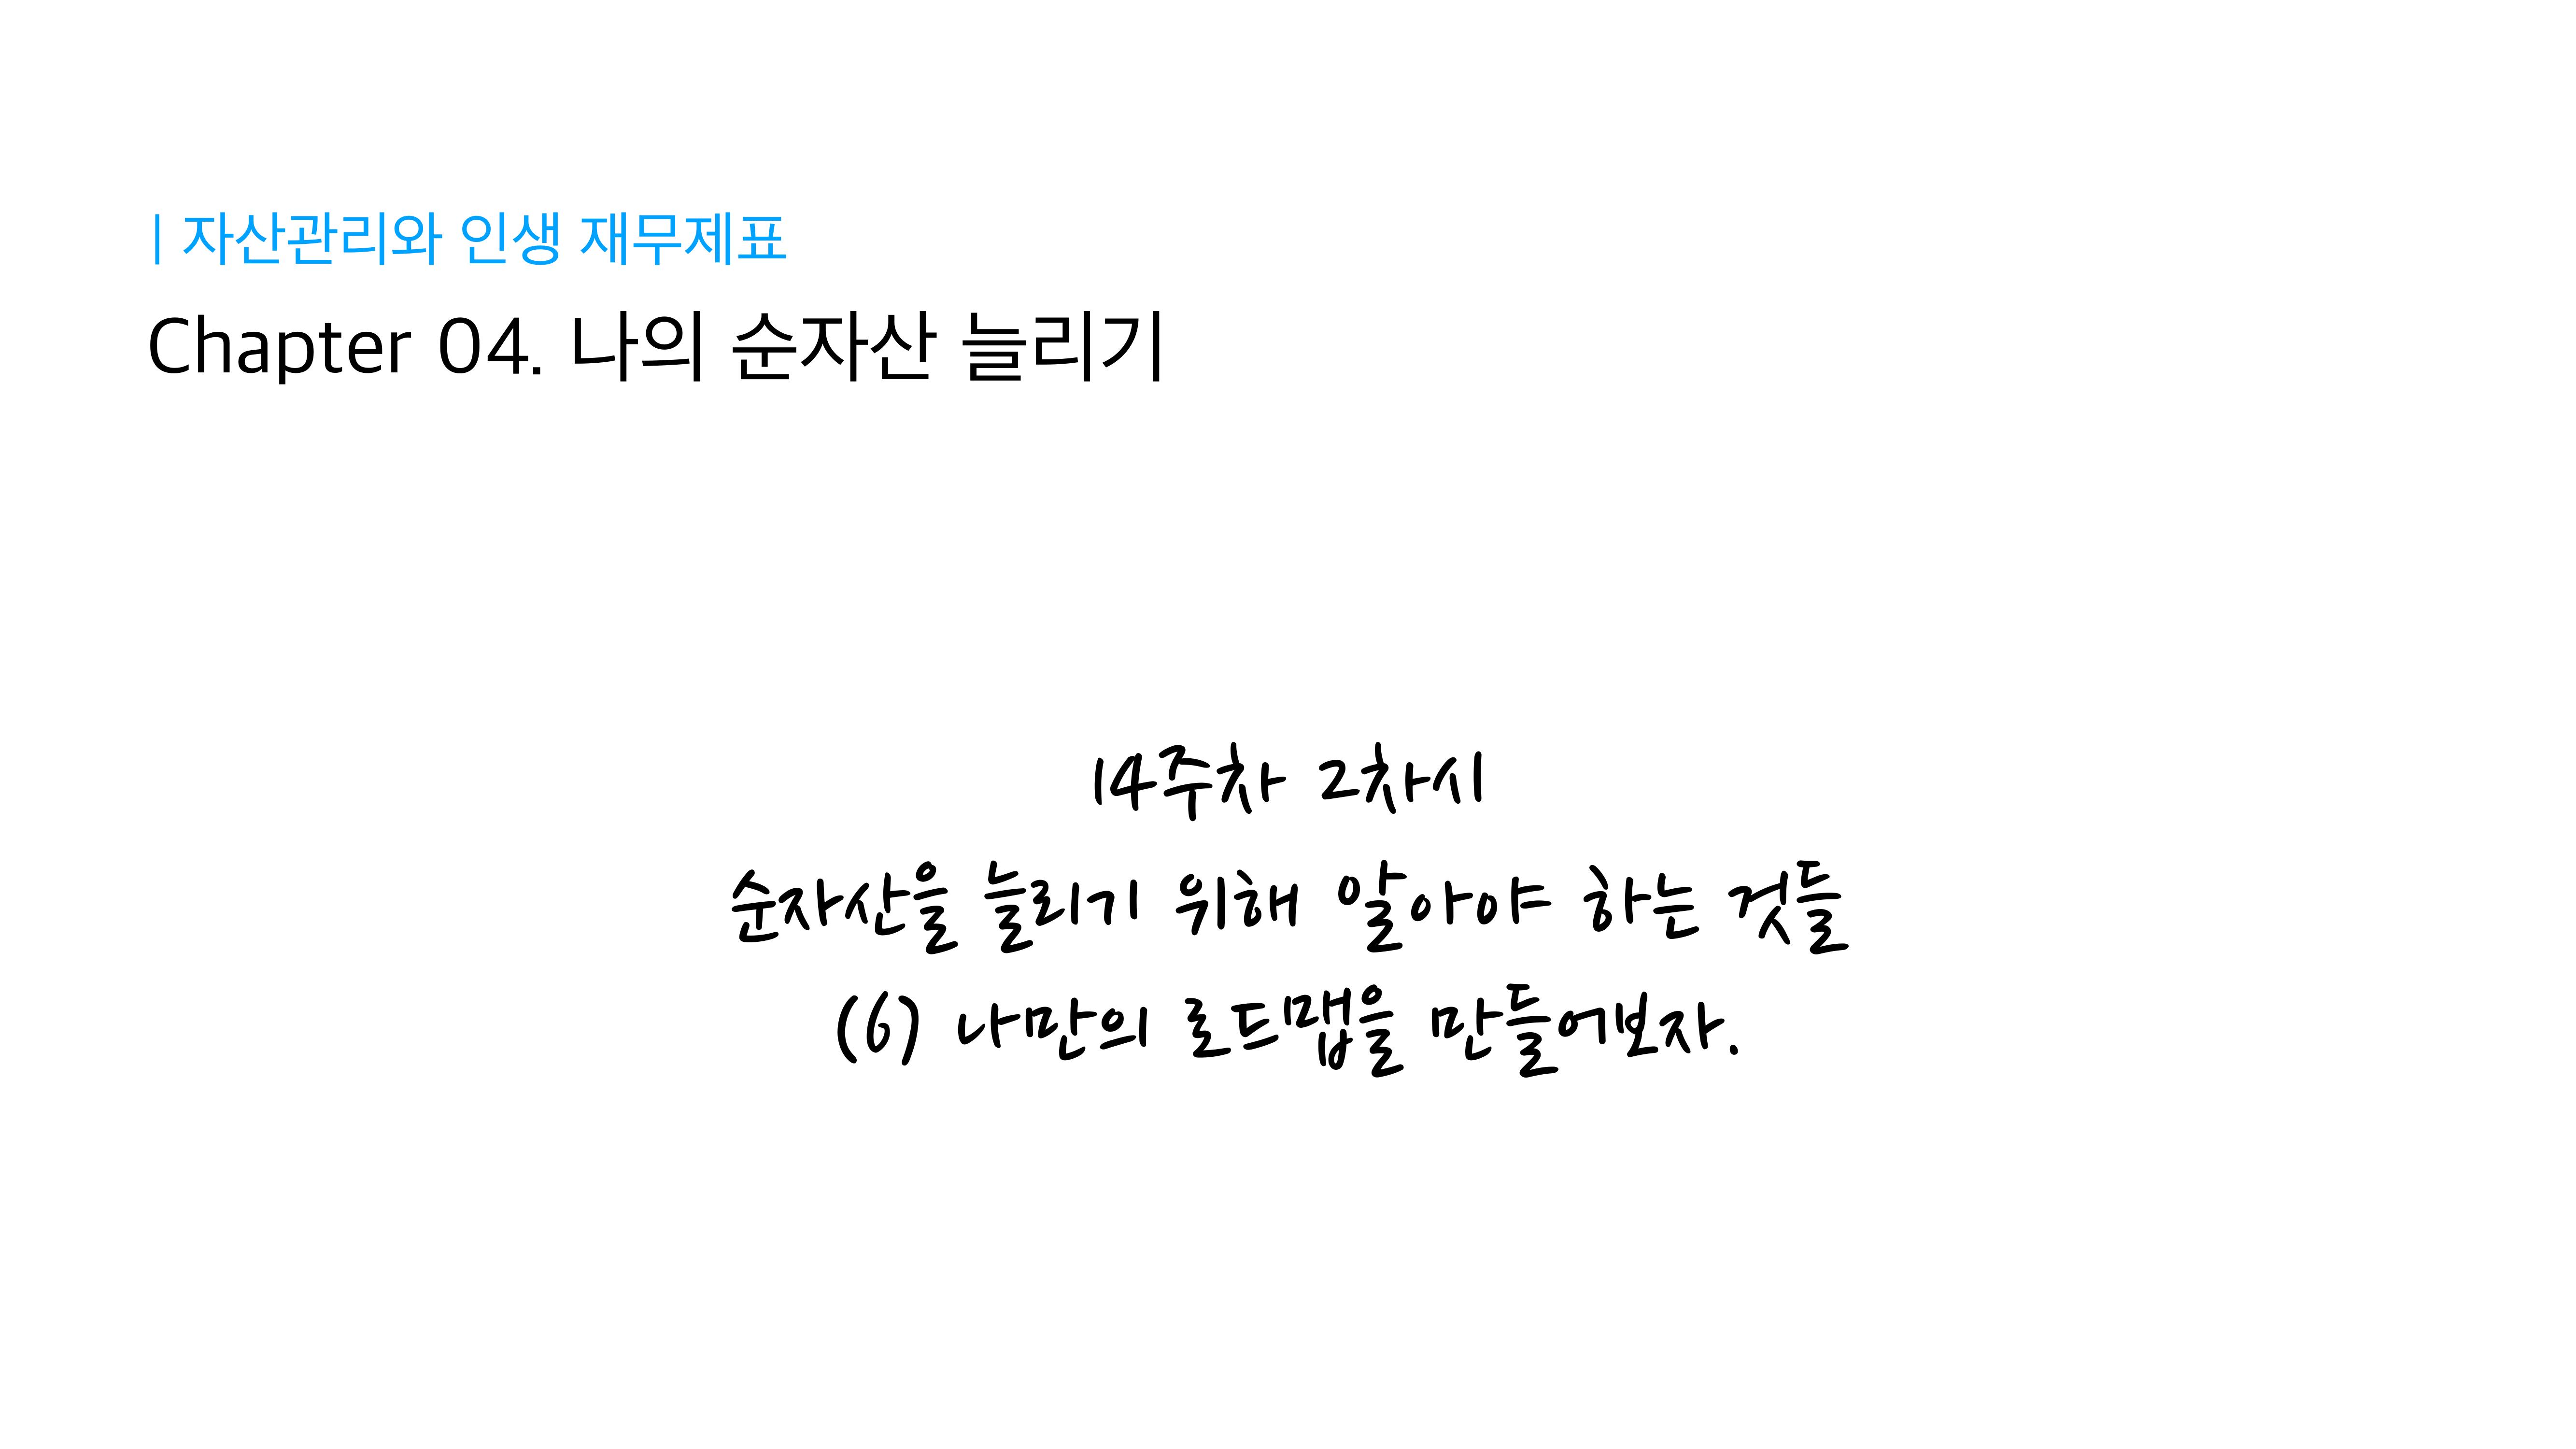 | 자산관리와 인생 재무제표
Chapter 04. 나의 순자산 늘리기
14주차 2차시
순자산을 늘리기 위해 알아야 하는 것들
(6) 나만의 로드맵을 만들어보자.